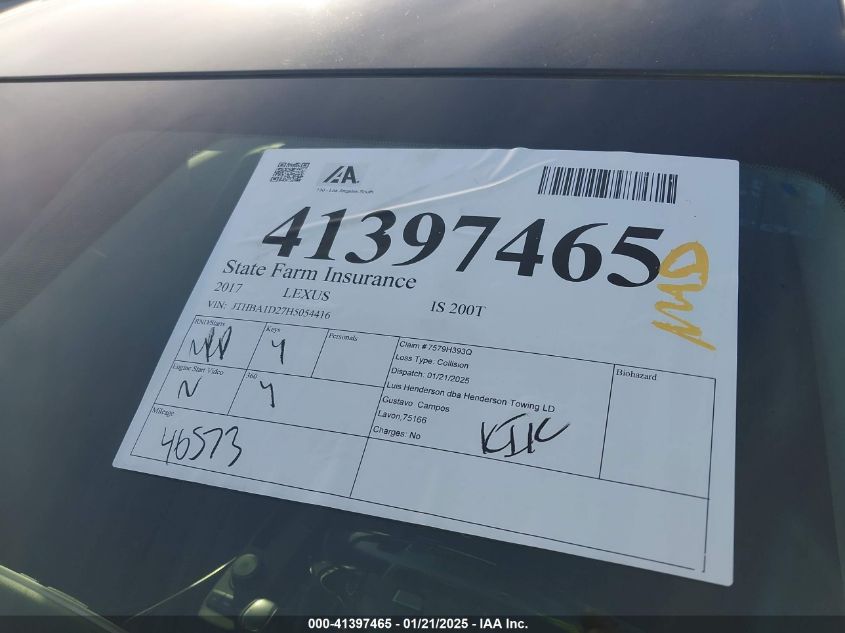 IAA
41397465
State Farm Insurance
2017 LEXUS IS 200T
VIN: JTHBA1D27H5054416
Keys Personals
Y
Engine Start Video 360
N Y
Mileage
46573
Claim # 7579H393Q
Loss Type: Collision
Dispatch: 01/21/2025
Luis Henderson dba Henderson Towing LD
Gustavo Campos
Lavon,75166
Charges: No
Biohazard
000-41397465 - 01/21/2025 - IAA Inc.